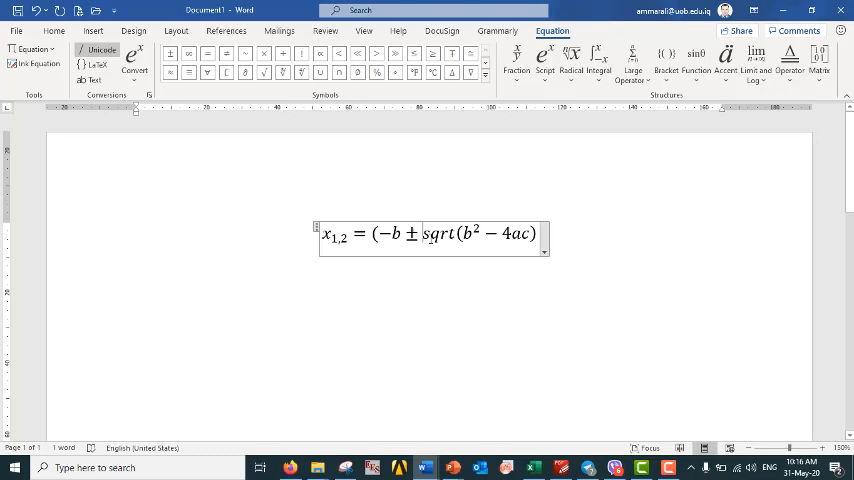 Document1 - Word
Search
ammarali@uob.edu.iq
File Home Insert Draw Design Layout References Mailings Review View DocuSign Grammarly Equation Share Comments
Equation
Ink Equation
Unicode
{} LaTeX
ab Text
Convert
Fraction Script Radical Integral Large Operator Bracket Function Accent Limit and Log Operator Matrix
Tools Conversions Symbols Structures
x₁,₂ = (−b ± sqrt(b² − 4ac)
Page 1 of 1 1 word English (United States) Focus 150%
Type here to search ENG 10:16 AM
31-May-20